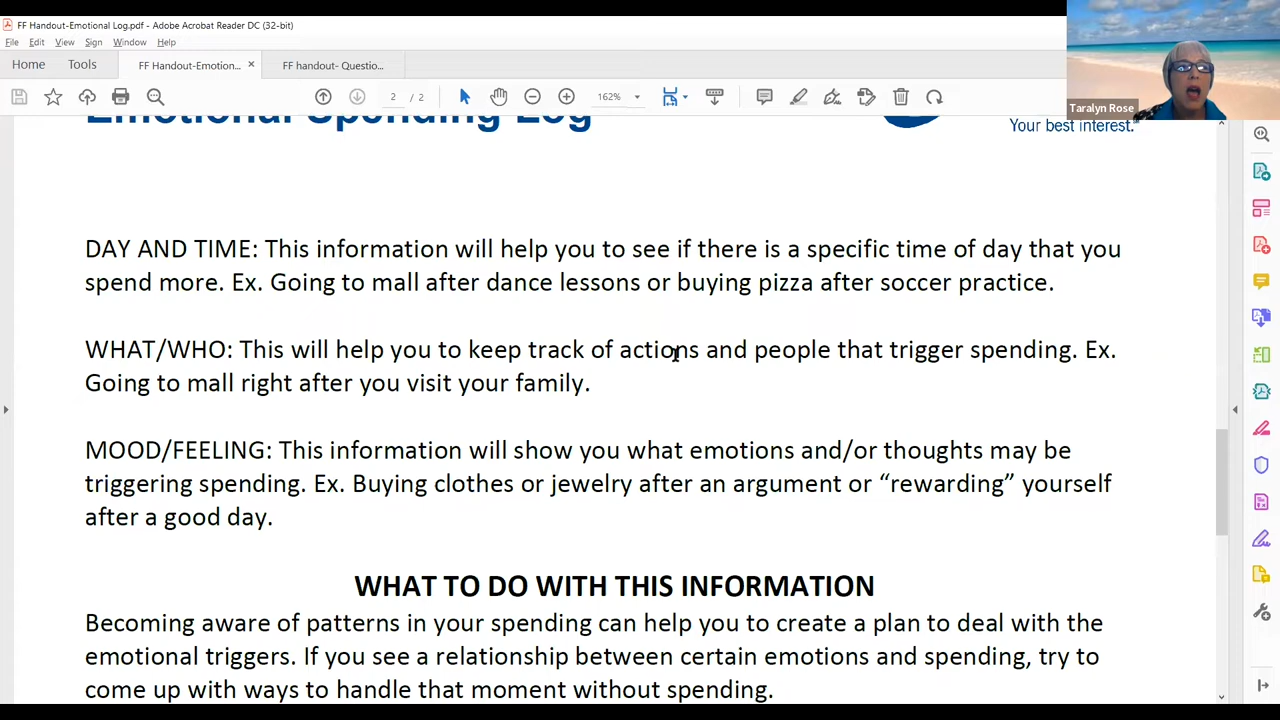 FF Handout-Emotional Log.pdf - Adobe Acrobat Reader DC (32-bit)
File Edit View Sign Window Help
Home Tools FF Handout-Emotion... × FF handout- Questio...
2 / 2 162%
Taralyn Rose
Emotional Spending Log
Your best interest.
DAY AND TIME: This information will help you to see if there is a specific time of day that you
spend more. Ex. Going to mall after dance lessons or buying pizza after soccer practice.
WHAT/WHO: This will help you to keep track of actions and people that trigger spending. Ex.
Going to mall right after you visit your family.
MOOD/FEELING: This information will show you what emotions and/or thoughts may be
triggering spending. Ex. Buying clothes or jewelry after an argument or “rewarding” yourself
after a good day.
WHAT TO DO WITH THIS INFORMATION
Becoming aware of patterns in your spending can help you to create a plan to deal with the
emotional triggers. If you see a relationship between certain emotions and spending, try to
come up with ways to handle that moment without spending.